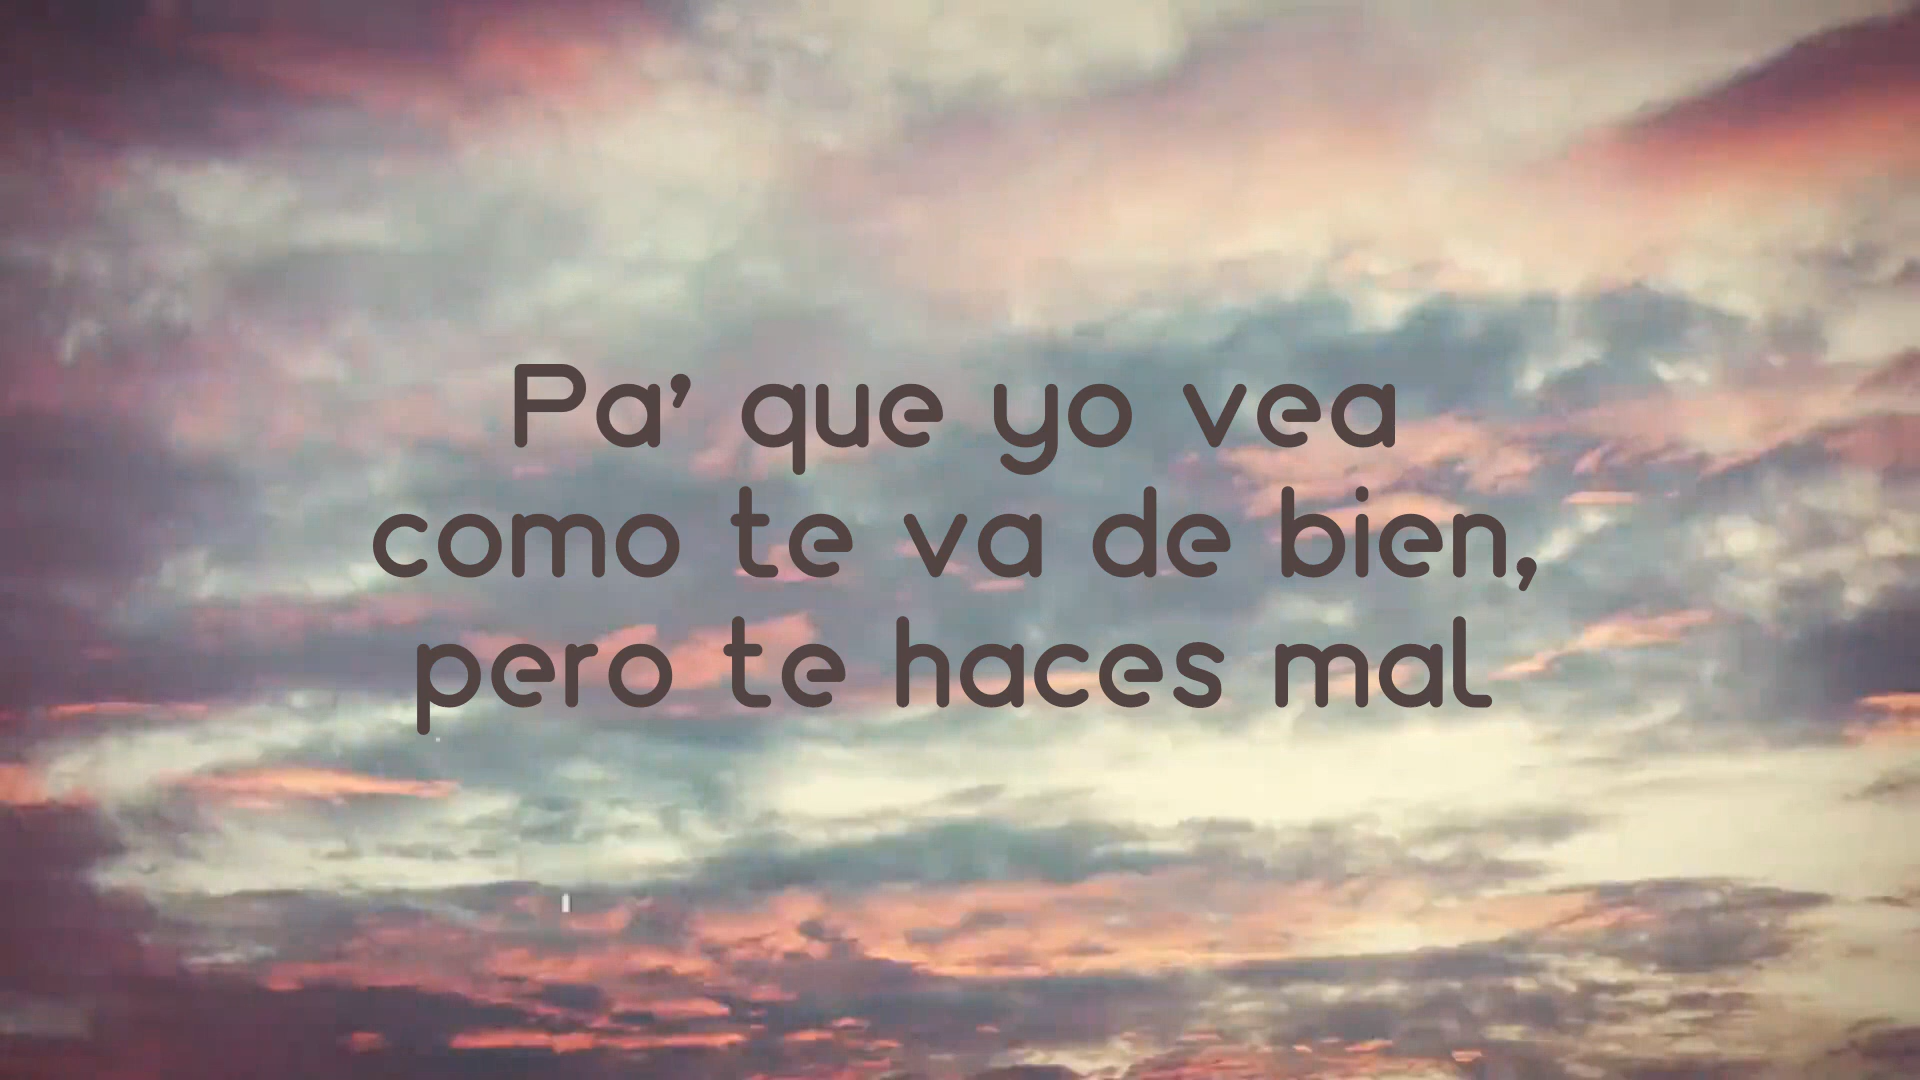 Pa' que yo vea
como te va de bien,
pero te haces mal